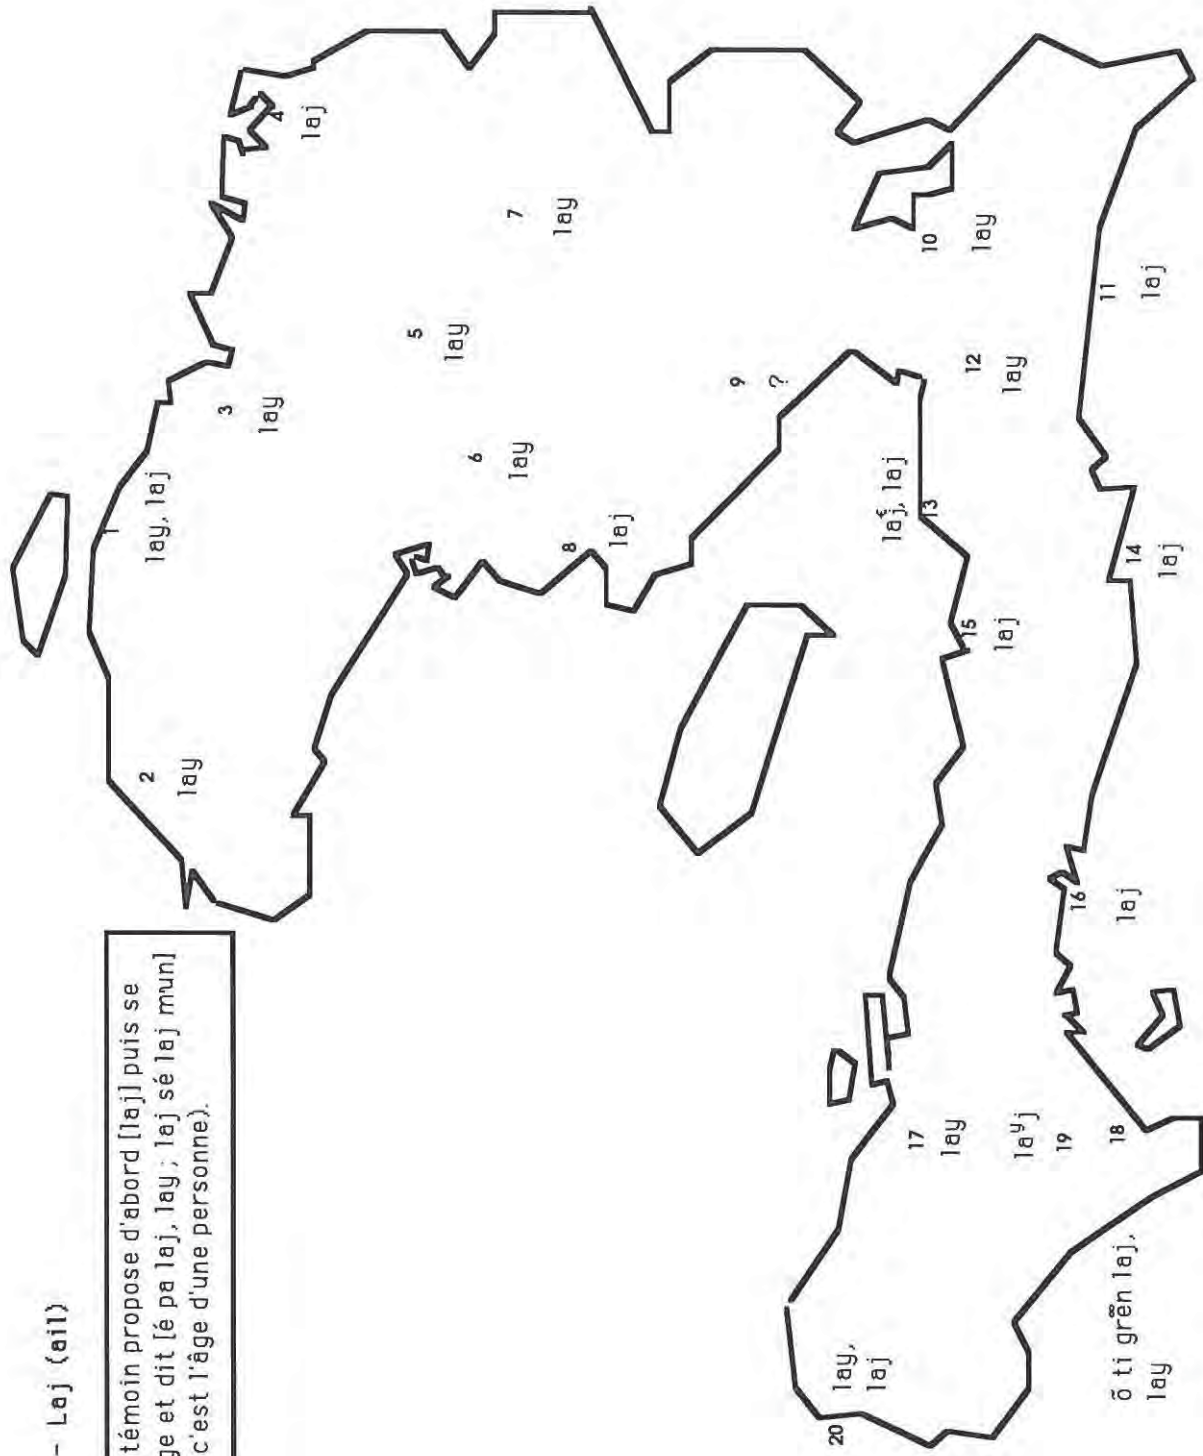 – Laj (ail)
témoin propose d'abord [laj] puis se
ge et dit [é pa laj, lay ; laj sé laj mun]
c'est l'âge d'une personne).
1
lay, laj
2
lay
3
lay
4
laj
5
lay
6
lay
7
lay
8
laj
9
?
10
lay
11
laj
12
lay
laj, laj
13
14
laj
15
laj
16
laj
17
lay
laʸj
19
18
20
lay,
laj
õ ti grẽn laj,
lay